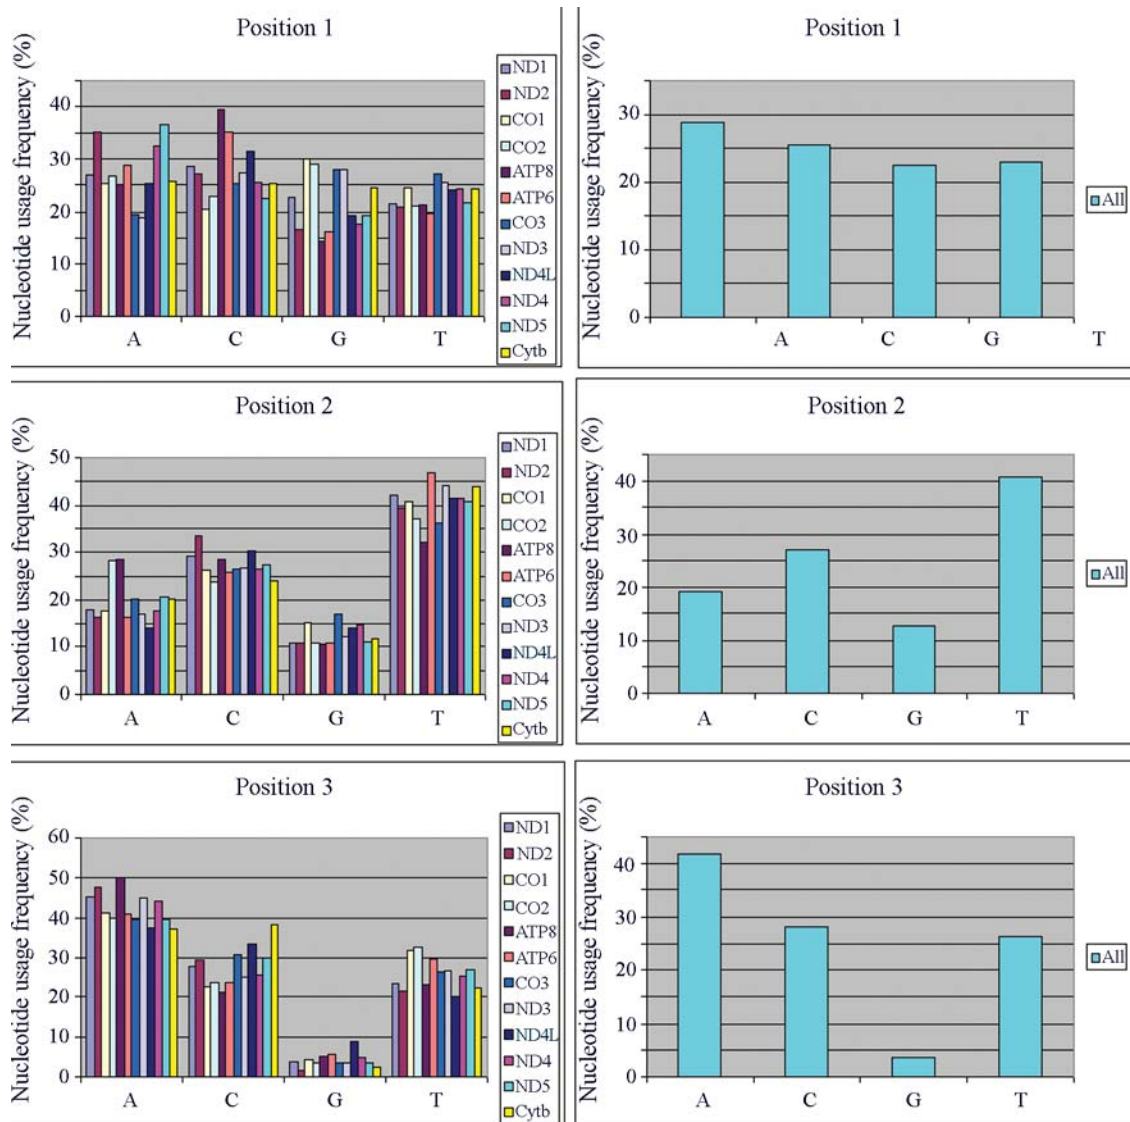 Position 1
Nucleotide usage frequency (%)
40
30
20
10
0
A C G T
ND1
ND2
CO1
CO2
ATP8
ATP6
CO3
ND3
ND4L
ND4
ND5
Cytb
Position 1
Nucleotide usage frequency (%)
30
20
10
0
A C G T
All
Position 2
Nucleotide usage frequency (%)
50
40
30
20
10
0
A C G T
ND1
ND2
CO1
CO2
ATP8
ATP6
CO3
ND3
ND4L
ND4
ND5
Cytb
Position 2
Nucleotide usage frequency (%)
40
30
20
10
0
A C G T
All
Position 3
Nucleotide usage frequency (%)
60
50
40
30
20
10
0
A C G T
ND1
ND2
CO1
CO2
ATP8
ATP6
CO3
ND3
ND4L
ND4
ND5
Cytb
Position 3
Nucleotide usage frequency (%)
40
30
20
10
0
A C G T
All